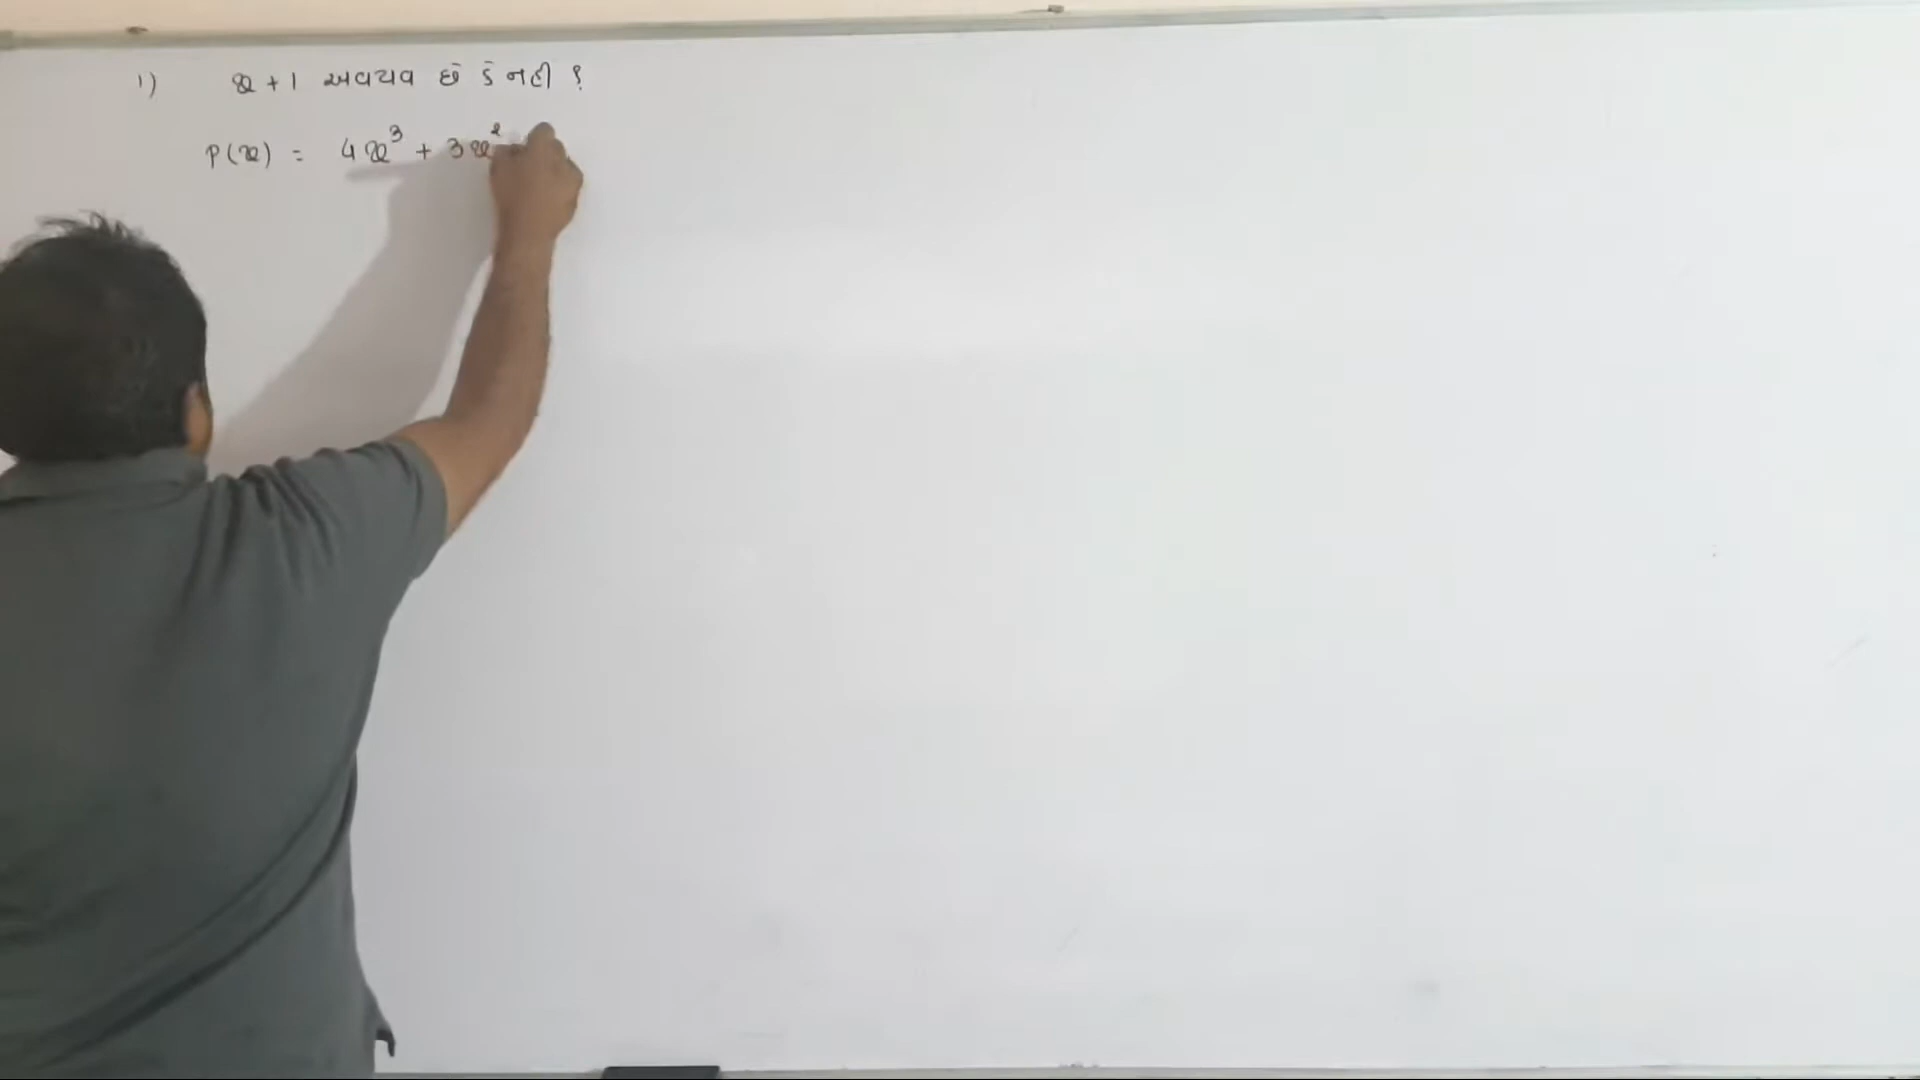 1) x + 1 અવયવ છે કે નહી ?
P(x) = 4x³ + 3x²